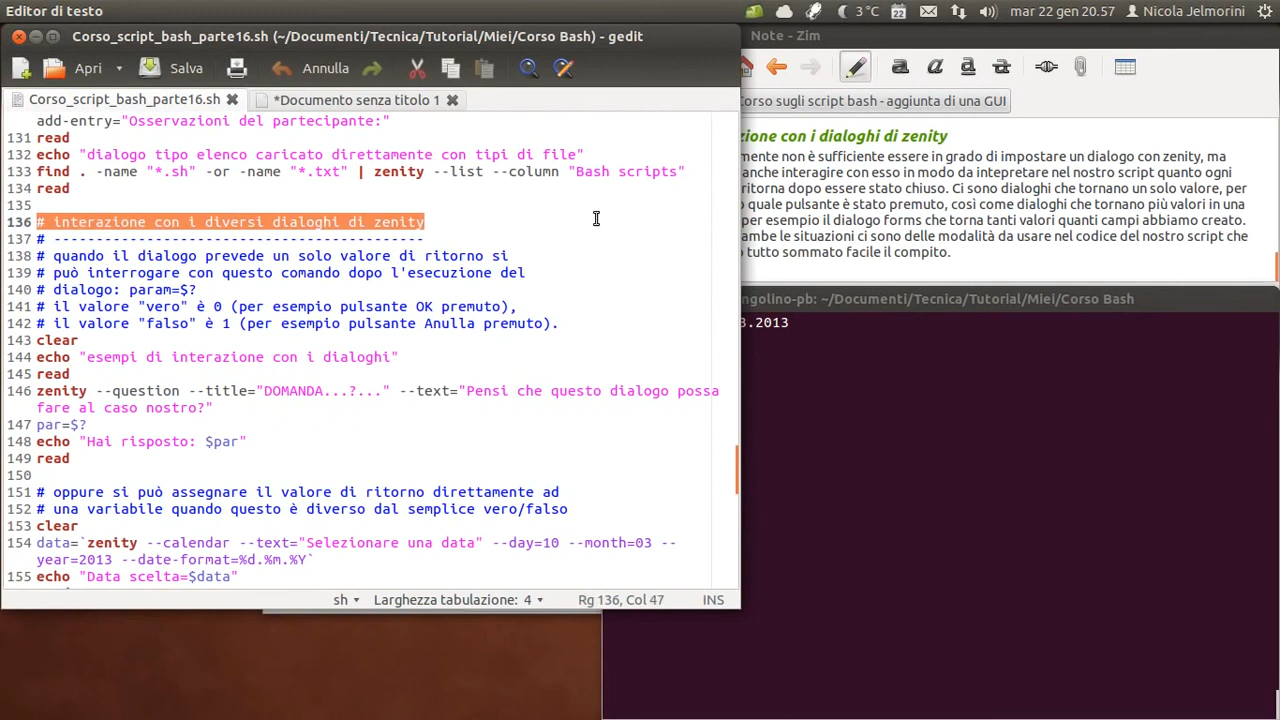 Editor di testo
3 °C
22
mar 22 gen 20.57
Nicola Jelmorini
Corso_script_bash_parte16.sh (~/Documenti/Tecnica/Tutorial/Miei/Corso Bash) - gedit
Apri
Salva
Annulla
Corso_script_bash_parte16.sh
*Documento senza titolo 1
add-entry="Osservazioni del partecipante:"
131 read
132 echo "dialogo tipo elenco caricato direttamente con tipi di file"
133 find . -name "*.sh" -or -name "*.txt" | zenity --list --column "Bash scripts"
134 read
135
136 # interazione con i diversi dialoghi di zenity
137 # --------------------------------------------
138 # quando il dialogo prevede un solo valore di ritorno si
139 # può interrogare con questo comando dopo l'esecuzione del
140 # dialogo: param=$?
141 # il valore "vero" è 0 (per esempio pulsante OK premuto),
142 # il valore "falso" è 1 (per esempio pulsante Anulla premuto).
143 clear
144 echo "esempi di interazione con i dialoghi"
145 read
146 zenity --question --title="DOMANDA...?..." --text="Pensi che questo dialogo possa
fare al caso nostro?"
147 par=$?
148 echo "Hai risposto: $par"
149 read
150
151 # oppure si può assegnare il valore di ritorno direttamente ad
152 # una variabile quando questo è diverso dal semplice vero/falso
153 clear
154 data=`zenity --calendar --text="Selezionare una data" --day=10 --month=03 --
year=2013 --date-format=%d.%m.%Y`
155 echo "Data scelta=$data"
sh
Larghezza tabulazione: 4
Rg 136, Col 47
INS
Note - Zim
Corso sugli script bash - aggiunta di una GUI
zione con i dialoghi di zenity
mente non è sufficiente essere in grado di impostare un dialogo con zenity, ma
anche interagire con esso in modo da intepretare nel nostro script quanto ogni
ritorna dopo essere stato chiuso. Ci sono dialoghi che tornano un solo valore, per
quale pulsante è stato premuto, così come dialoghi che tornano più valori in una
per esempio il dialogo forms che torna tanti valori quanti campi abbiamo creato.
ambe le situazioni ci sono delle modalità da usare nel codice del nostro script che
tutto sommato facile il compito.
ngolino-pb: ~/Documenti/Tecnica/Tutorial/Miei/Corso Bash
3.2013